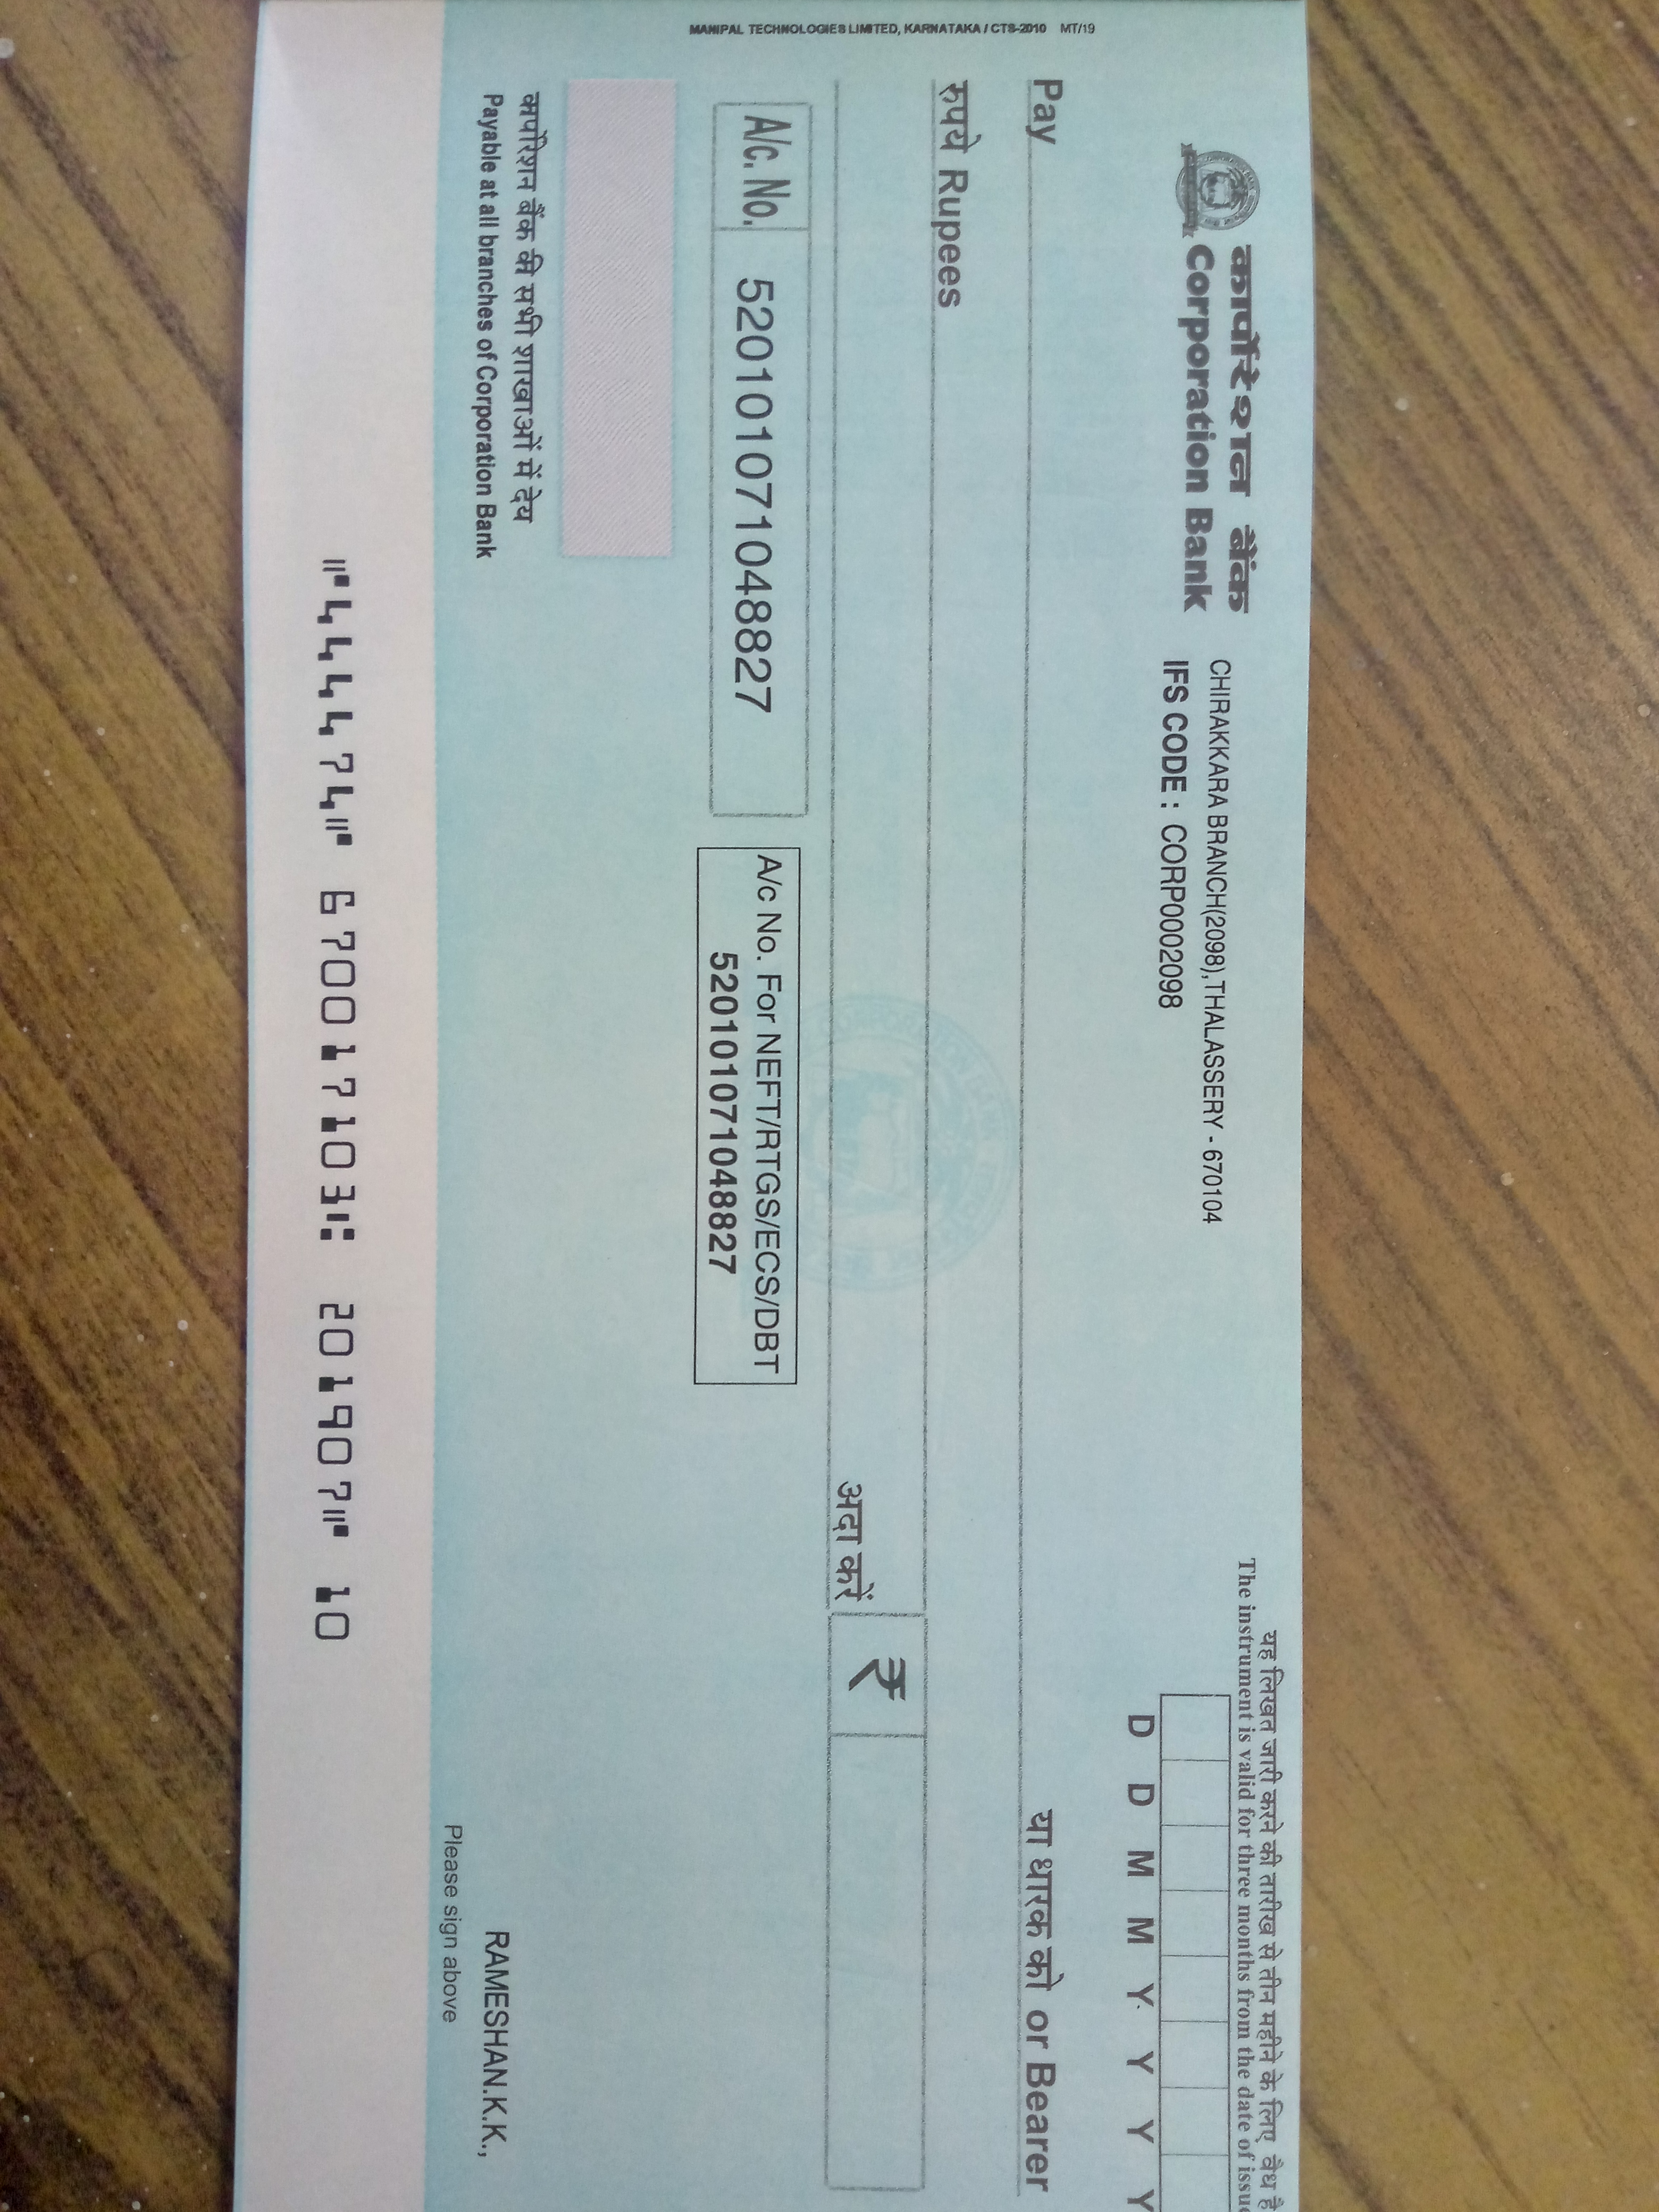 कार्पोरेशन बैंक
Corporation Bank
CHIRAKKARA BRANCH(2098),THALASSERY - 670104
IFS CODE : CORP0002098
यह लिखत जारी करने की तारीख से तीन महीने के लिए वैध है
The instrument is valid for three months from the date of issue
D D M M Y Y Y Y
Pay
या धारक को or Bearer
रुपये Rupees
अदा करें
₹
A/c. No.
520101071048827
A/c No. For NEFT/RTGS/ECS/DBT
520101071048827
कार्पोरेशन बैंक की सभी शाखाओं में देय
Payable at all branches of Corporation Bank
RAMESHAN.K.K.,
Please sign above
MANIPAL TECHNOLOGIES LIMITED, KARNATAKA / CTS-2010 MT/19
⑈444474⑈ 670017103⑆ 201907⑈ 10